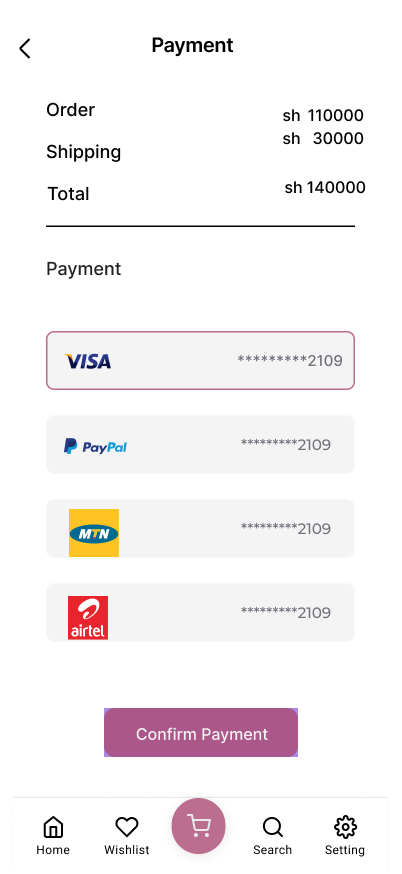 Payment
Order sh 110000
Shipping sh 30000
Total sh 140000
Payment
VISA *********2109
PayPal *********2109
MTN *********2109
airtel *********2109
Confirm Payment
Home Wishlist Search Setting